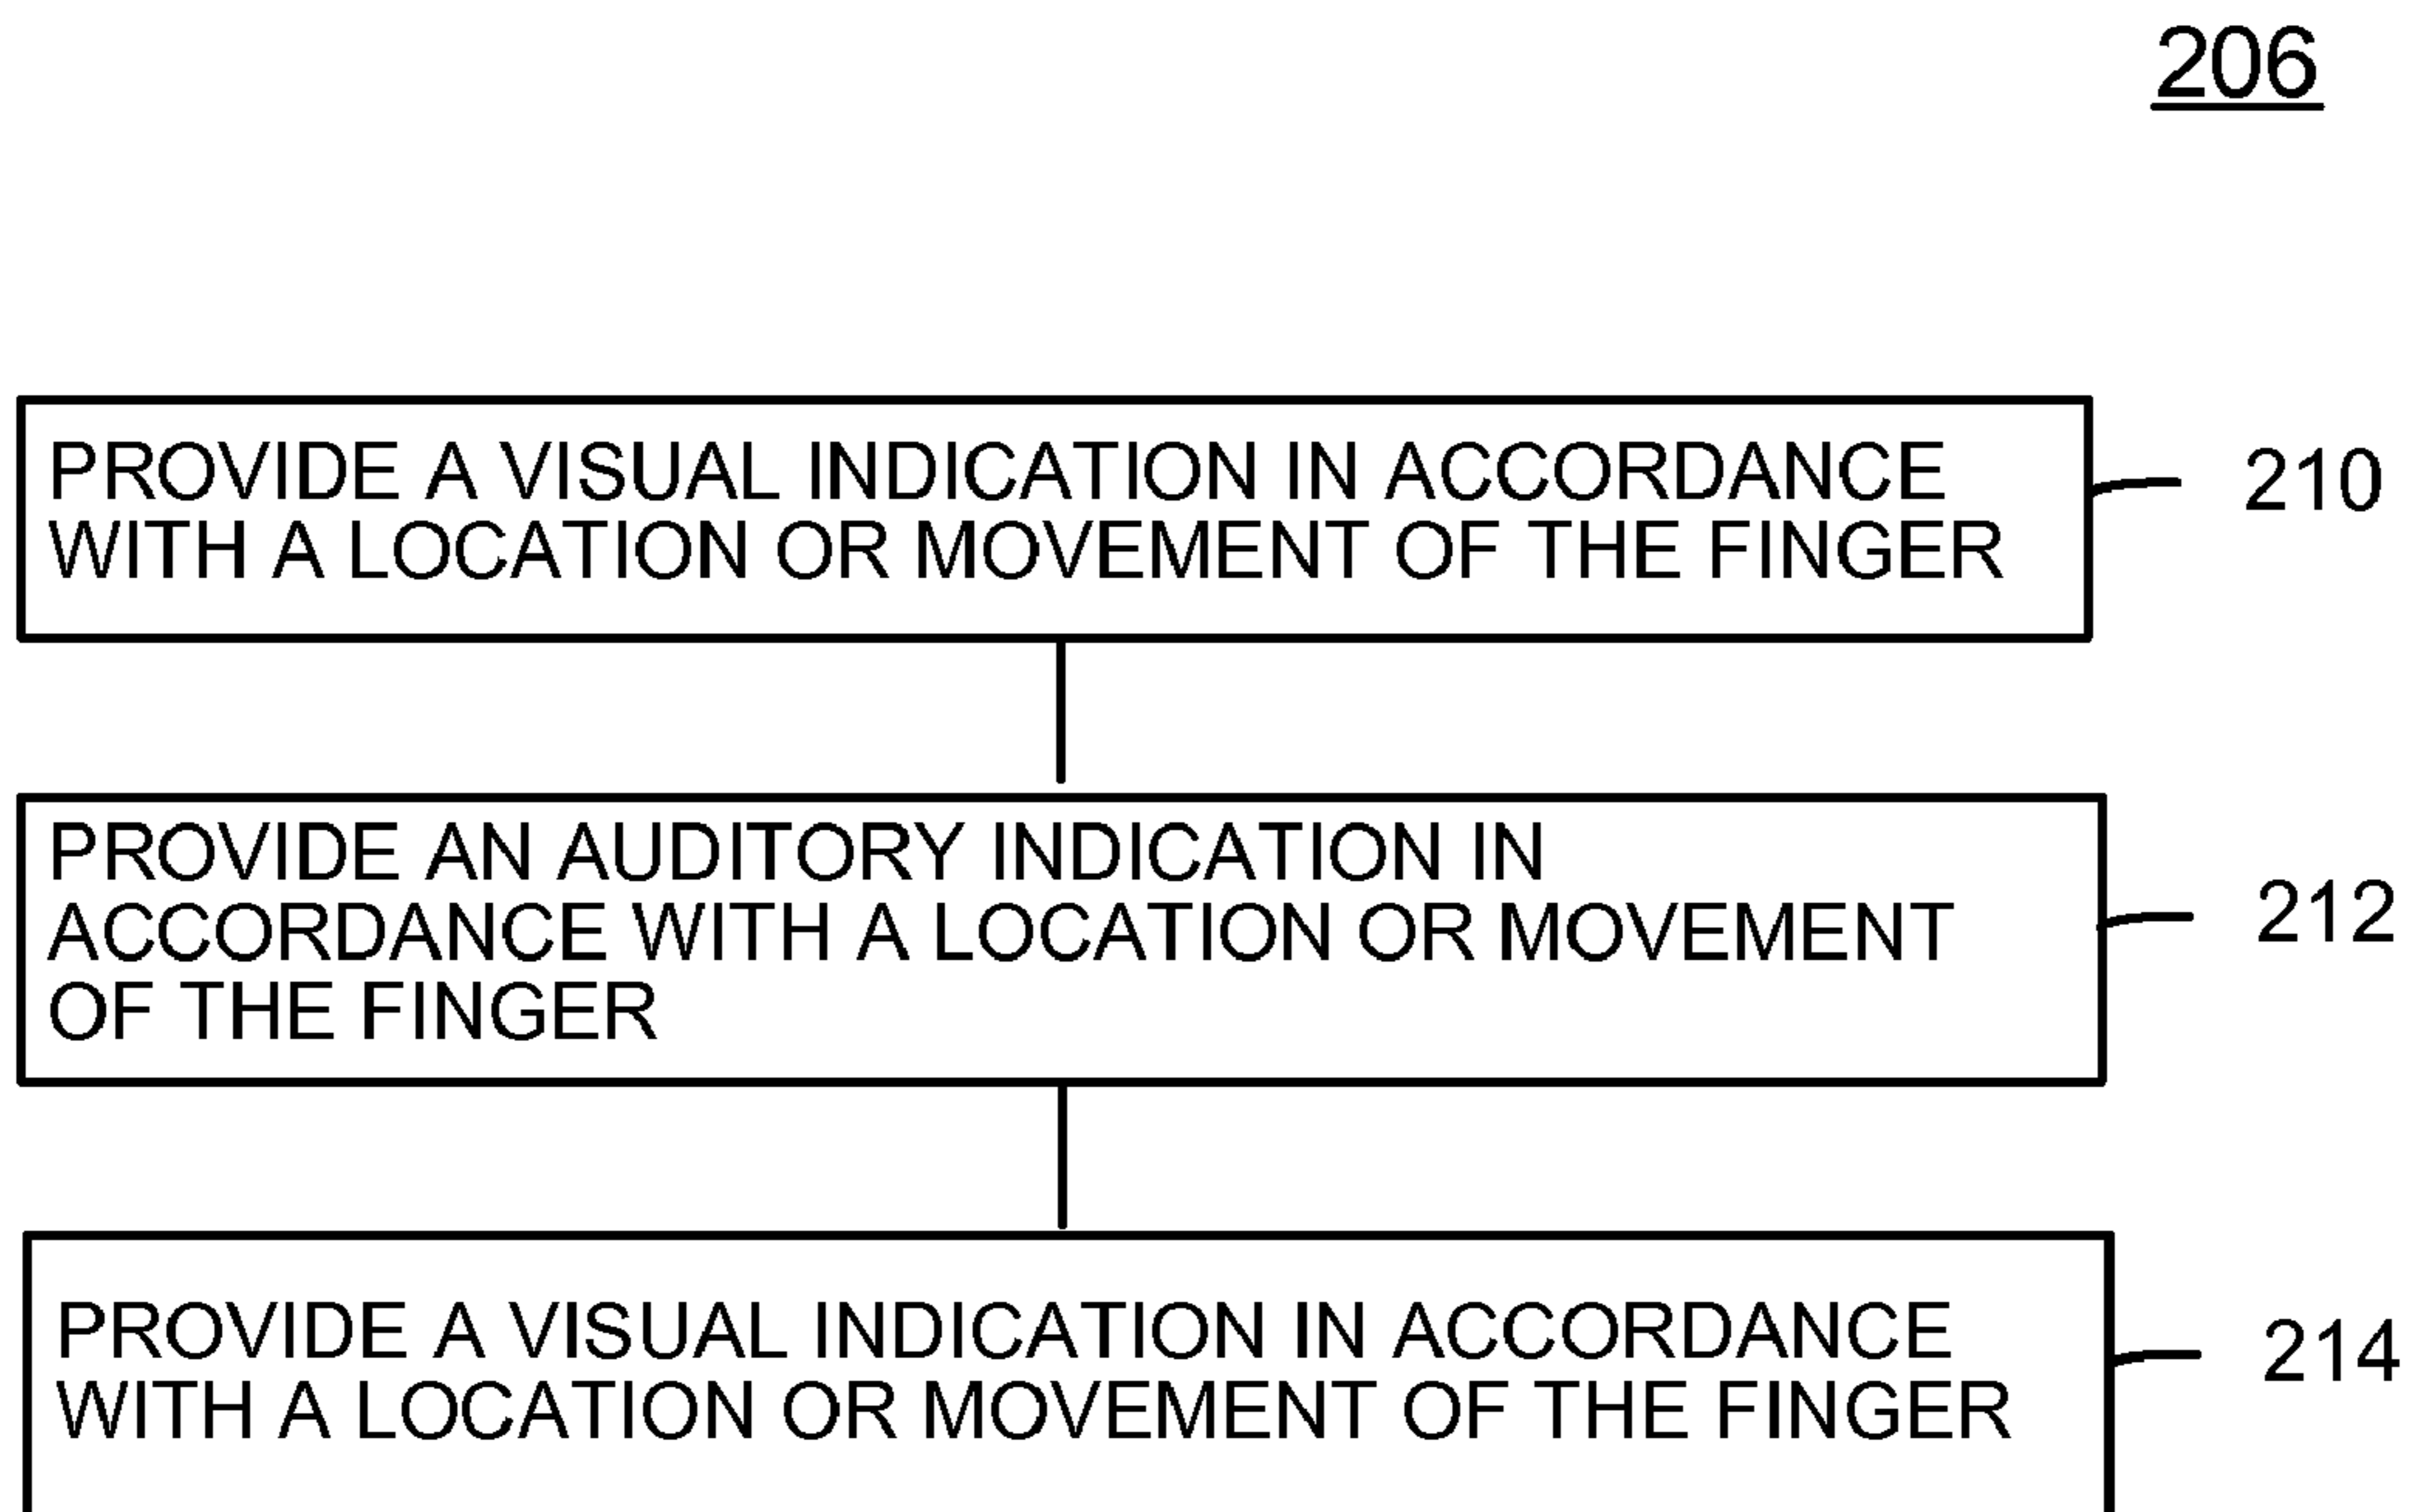 206
PROVIDE A VISUAL INDICATION IN ACCORDANCE
WITH A LOCATION OR MOVEMENT OF THE FINGER
210
PROVIDE AN AUDITORY INDICATION IN
ACCORDANCE WITH A LOCATION OR MOVEMENT
OF THE FINGER
212
PROVIDE A VISUAL INDICATION IN ACCORDANCE
WITH A LOCATION OR MOVEMENT OF THE FINGER
214